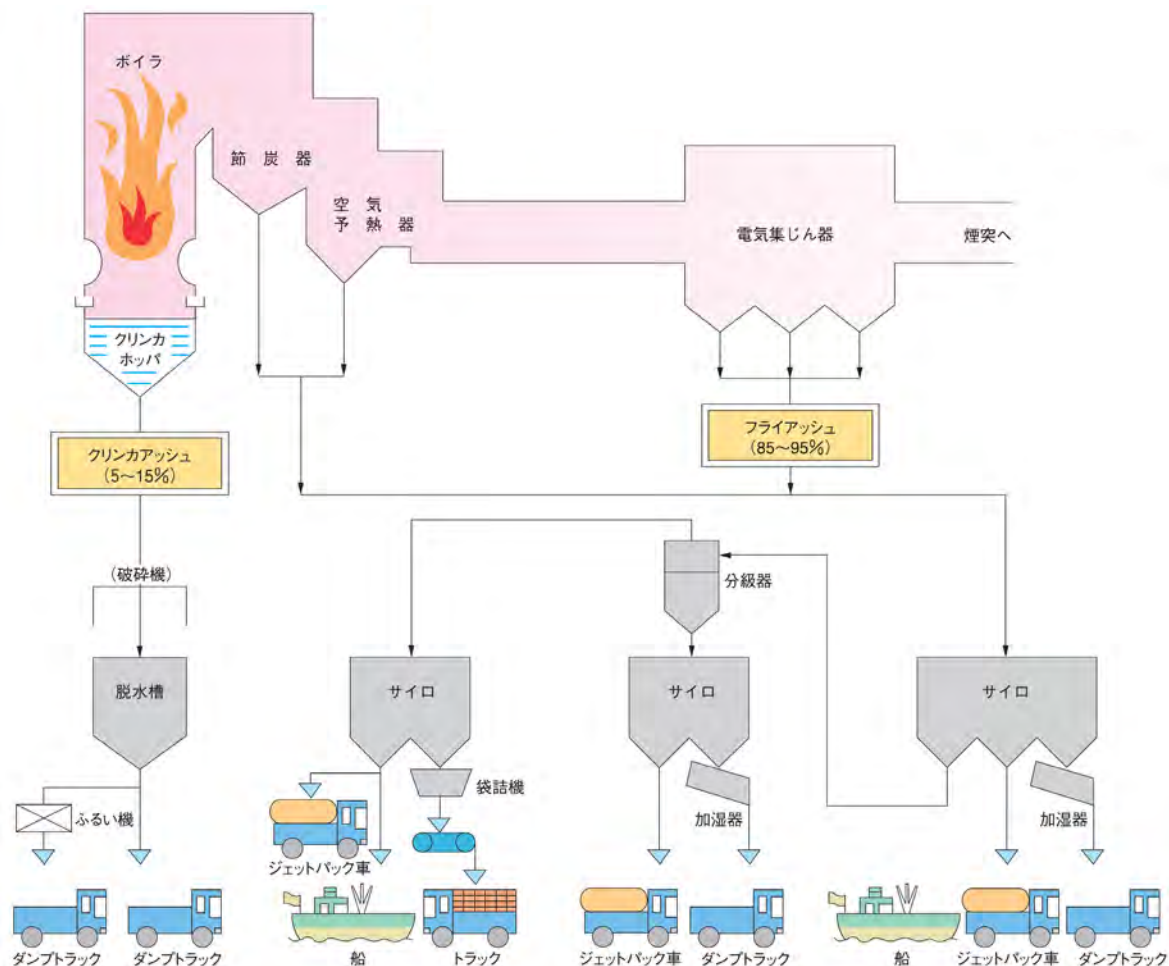 ボイラ
節炭器
空気
予熱器
電気集じん器
煙突へ
クリンカ
ホッパ
クリンカアッシュ
(5～15%)
フライアッシュ
(85～95%)
(破砕機)
分級器
脱水槽
サイロ
サイロ
サイロ
袋詰機
ふるい機
加湿器
加湿器
ジェットパック車
ダンプトラック
ダンプトラック
船
トラック
ジェットパック車
ダンプトラック
船
ジェットパック車
ダンプトラック